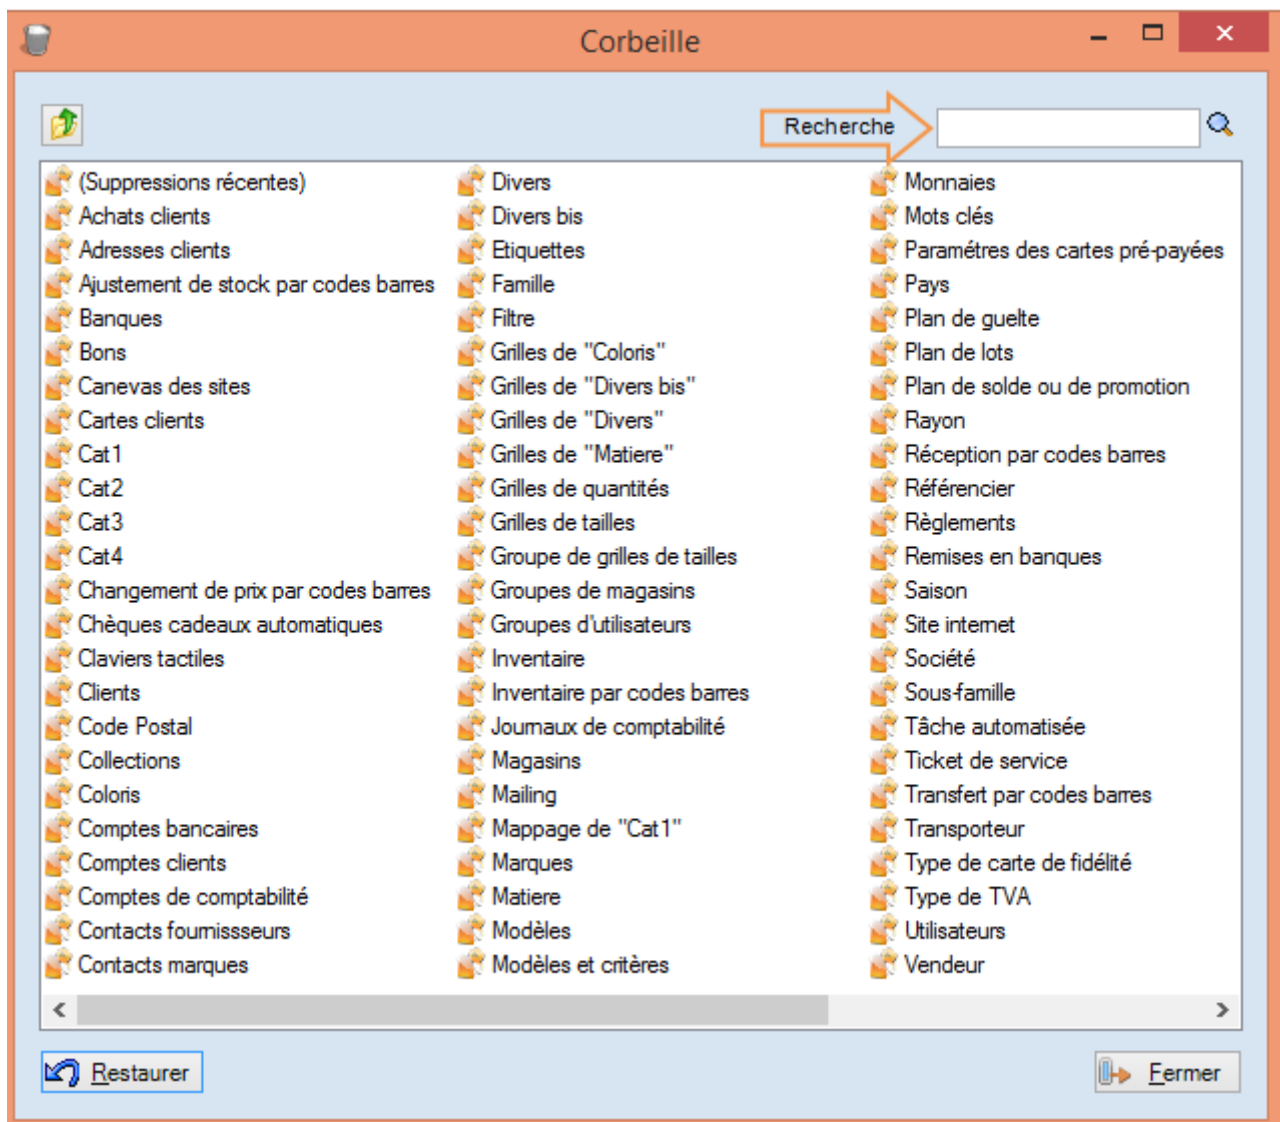 Corbeille
Recherche
(Suppressions récentes)
Achats clients
Adresses clients
Ajustement de stock par codes barres
Banques
Bons
Canevas des sites
Cartes clients
Cat1
Cat2
Cat3
Cat4
Changement de prix par codes barres
Chèques cadeaux automatiques
Claviers tactiles
Clients
Code Postal
Collections
Coloris
Comptes bancaires
Comptes clients
Comptes de comptabilité
Contacts fournissseurs
Contacts marques
Divers
Divers bis
Etiquettes
Famille
Filtre
Grilles de "Coloris"
Grilles de "Divers bis"
Grilles de "Divers"
Grilles de "Matiere"
Grilles de quantités
Grilles de tailles
Groupe de grilles de tailles
Groupes de magasins
Groupes d'utilisateurs
Inventaire
Inventaire par codes barres
Journaux de comptabilité
Magasins
Mailing
Mappage de "Cat1"
Marques
Matiere
Modèles
Modèles et critères
Monnaies
Mots clés
Paramétres des cartes pré-payées
Pays
Plan de guelte
Plan de lots
Plan de solde ou de promotion
Rayon
Réception par codes barres
Référencier
Règlements
Remises en banques
Saison
Site internet
Société
Sous-famille
Tâche automatisée
Ticket de service
Transfert par codes barres
Transporteur
Type de carte de fidélité
Type de TVA
Utilisateurs
Vendeur
Restaurer
Fermer